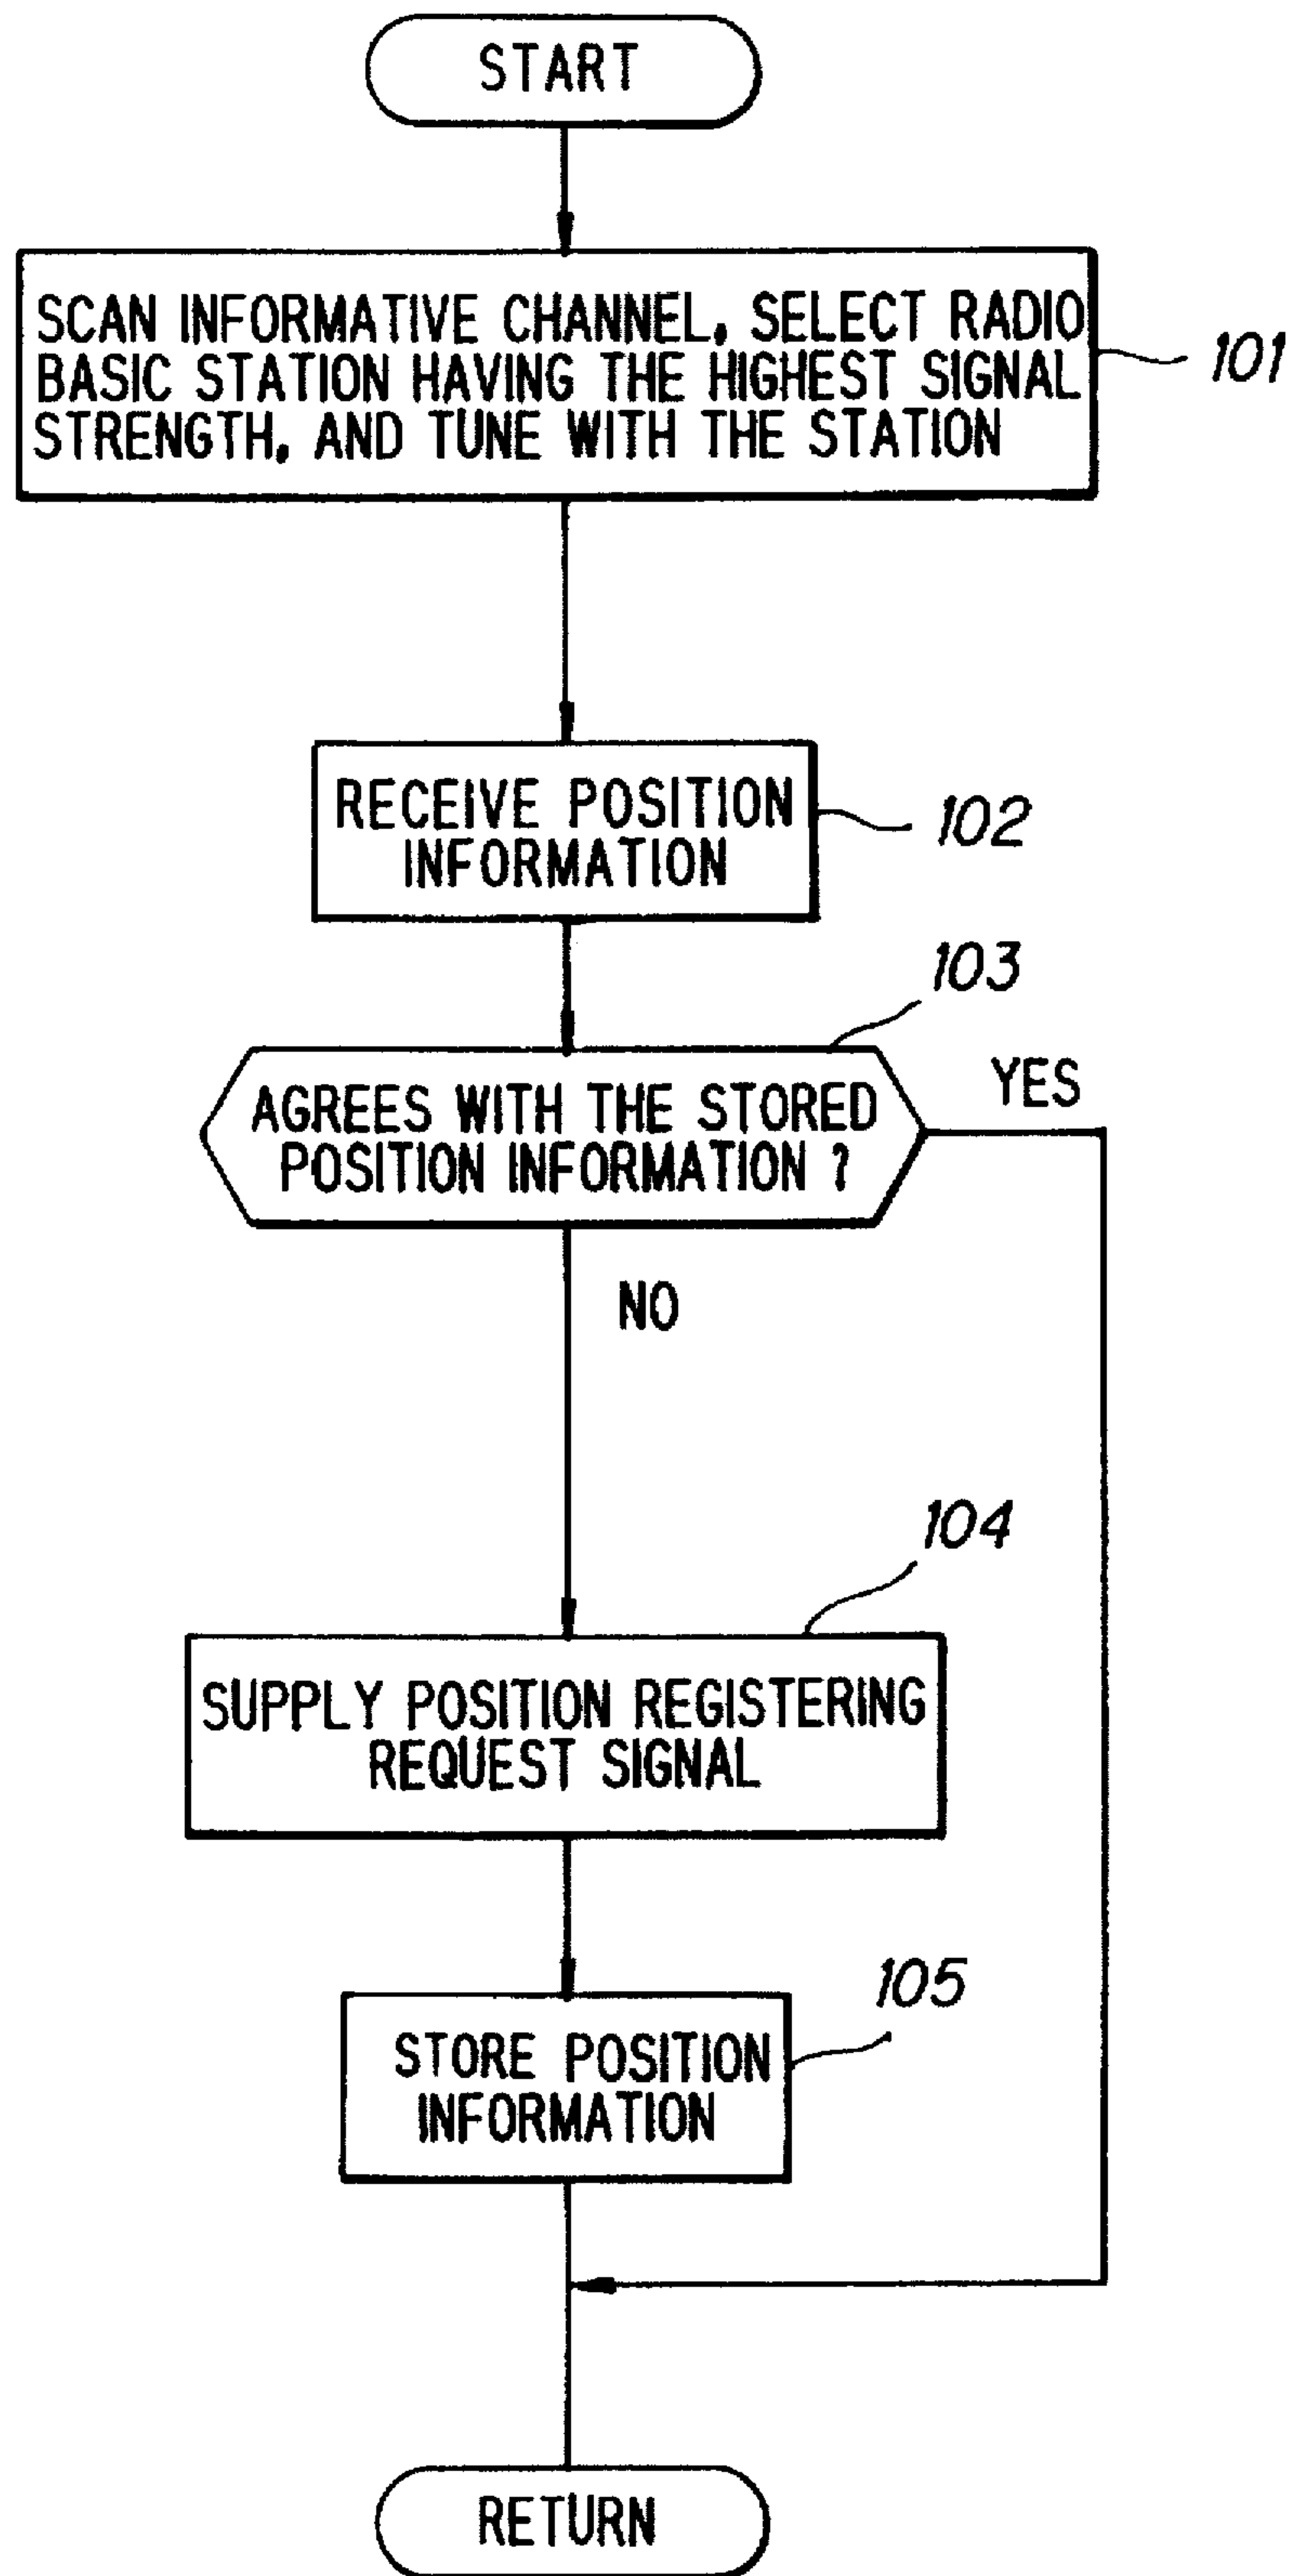 START
SCAN INFORMATIVE CHANNEL, SELECT RADIO
BASIC STATION HAVING THE HIGHEST SIGNAL
STRENGTH, AND TUNE WITH THE STATION
101
RECEIVE POSITION
INFORMATION
102
103
AGREES WITH THE STORED
POSITION INFORMATION ?
YES
NO
104
SUPPLY POSITION REGISTERING
REQUEST SIGNAL
105
STORE POSITION
INFORMATION
RETURN